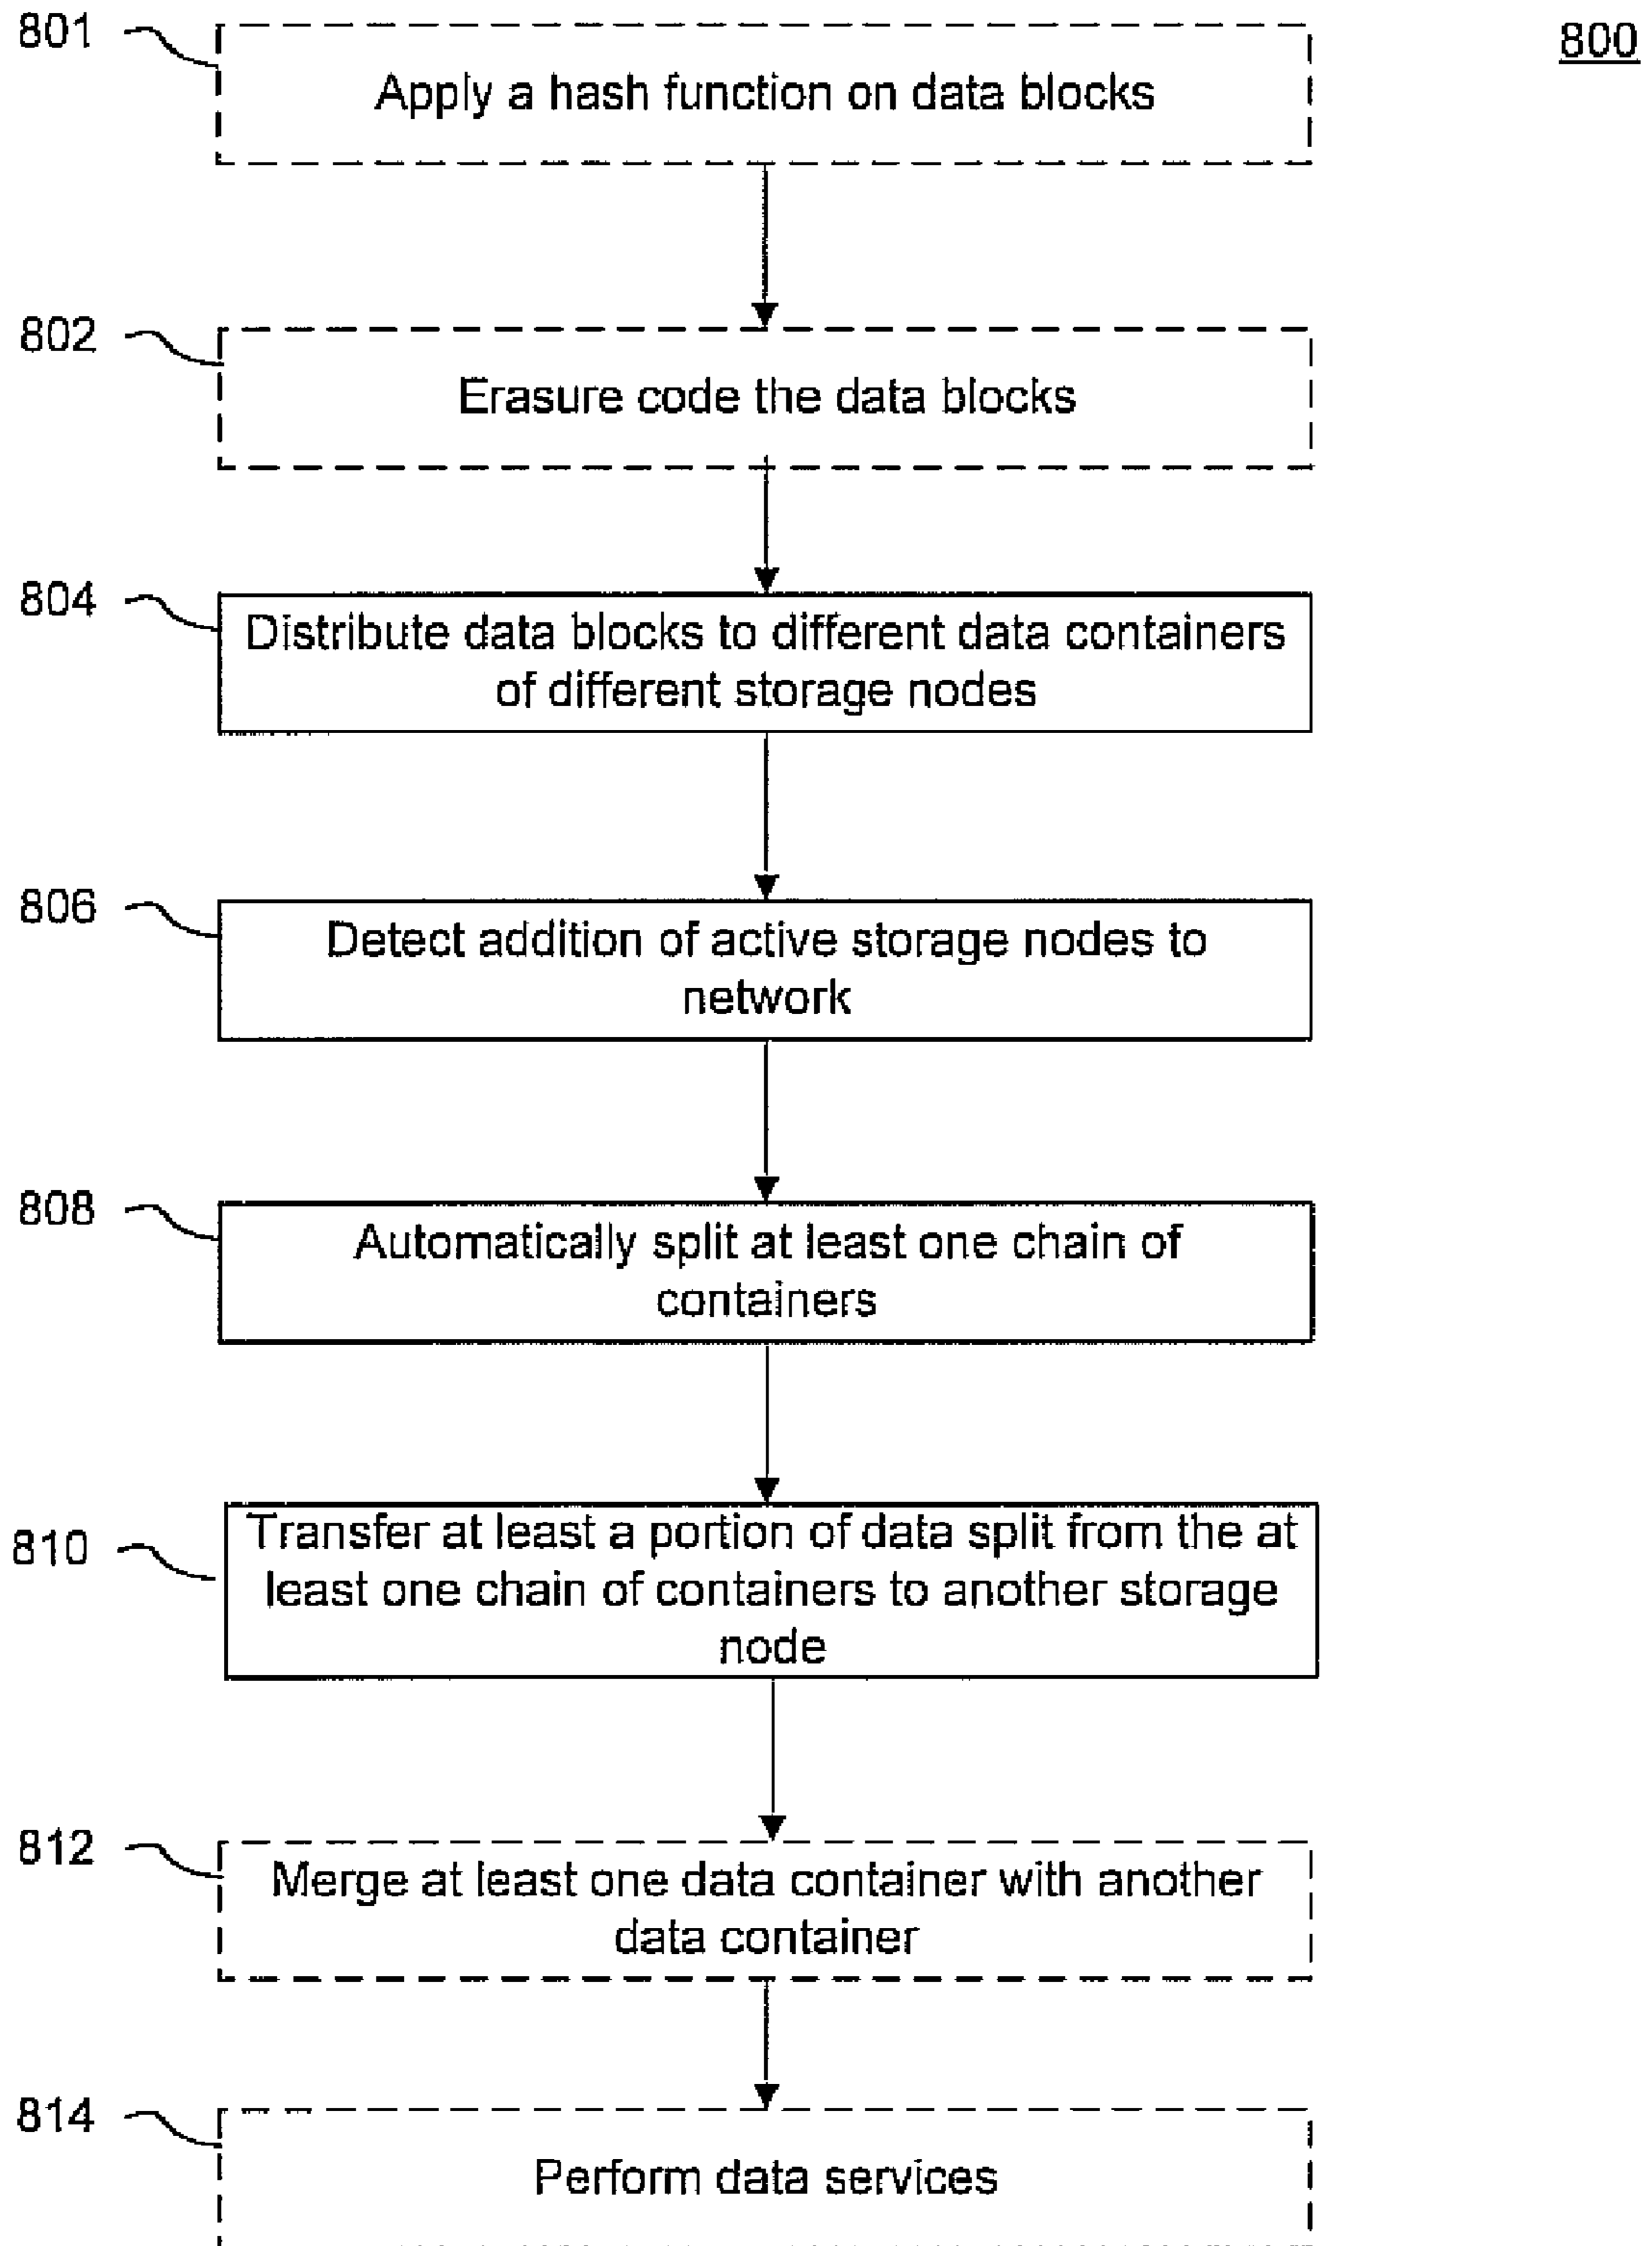 800
801
Apply a hash function on data blocks
802
Erasure code the data blocks
804
Distribute data blocks to different data containers
of different storage nodes
806
Detect addition of active storage nodes to
network
808
Automatically split at least one chain of
containers
810
Transfer at least a portion of data split from the at
least one chain of containers to another storage
node
812
Merge at least one data container with another
data container
814
Perform data services